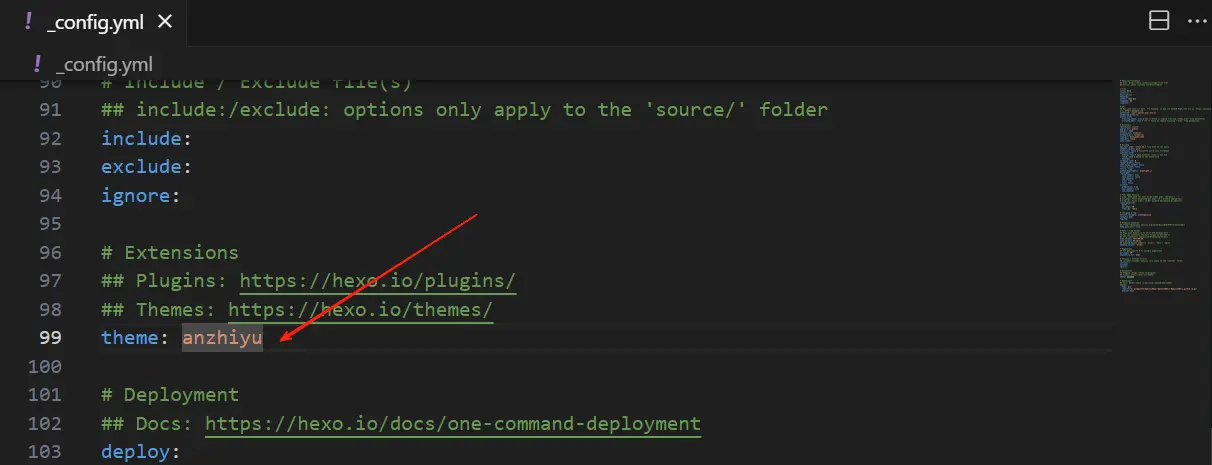 ! _config.yml ×
! _config.yml
90 # Include / Exclude file(s)
91 ## include:/exclude: options only apply to the 'source/' folder
92 include:
93 exclude:
94 ignore:
95
96 # Extensions
97 ## Plugins: https://hexo.io/plugins/
98 ## Themes: https://hexo.io/themes/
99 theme: anzhiyu
100
101 # Deployment
102 ## Docs: https://hexo.io/docs/one-command-deployment
103 deploy: